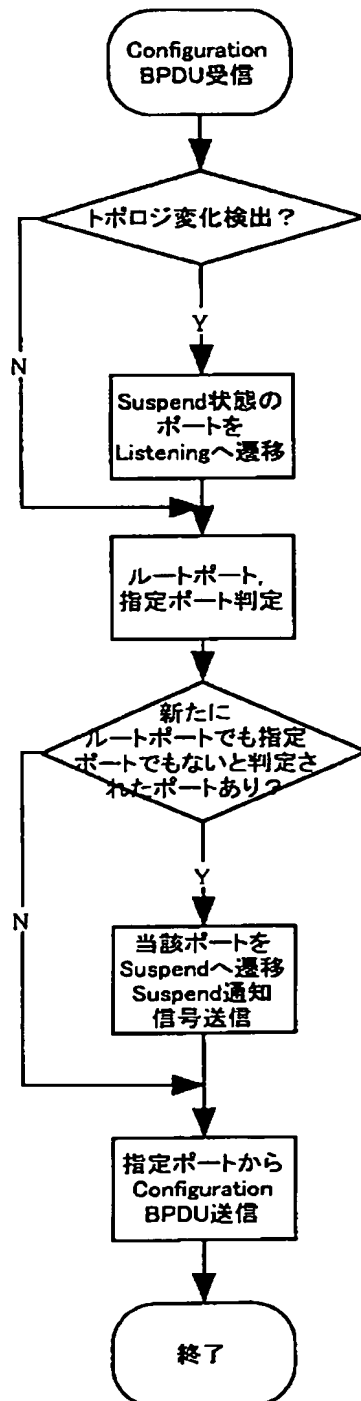 Configuration
BPDU受信
トポロジ変化検出？
Y
N
Suspend状態の
ポートを
Listeningへ遷移
ルートポート，
指定ポート判定
新たに
ルートポートでも指定
ポートでもないと判定さ
れたポートあり？
Y
N
当該ポートを
Suspendへ遷移
Suspend通知
信号送信
指定ポートから
Configuration
BPDU送信
終了